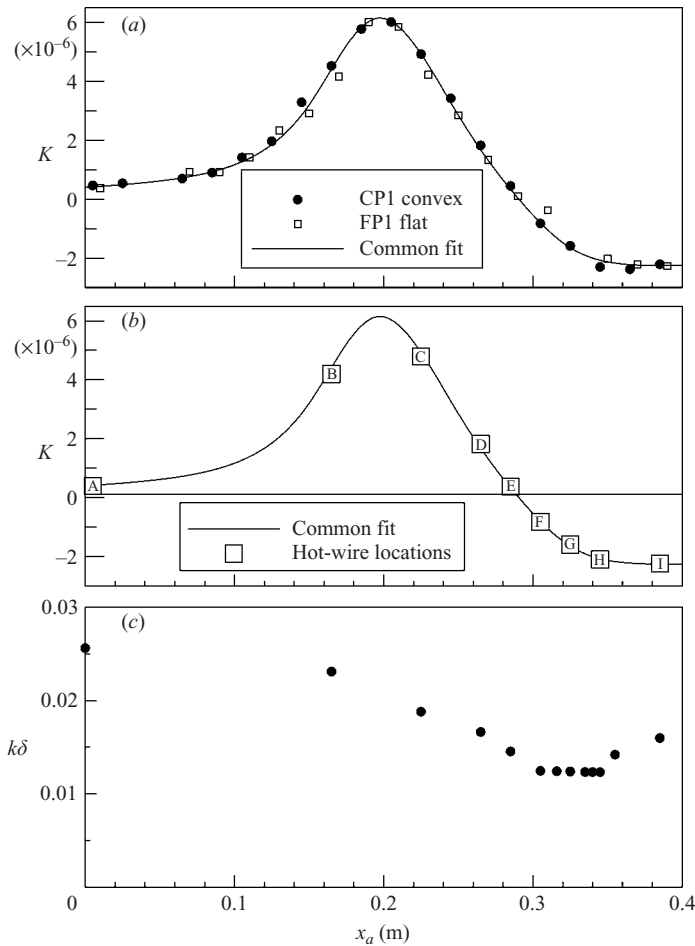 6
(×10⁻⁶)
4
2
K
0
–2
(a)
CP1 convex
FP1 flat
Common fit
6
(×10⁻⁶)
4
2
K
0
–2
(b)
A
B
C
D
E
F
G
H
I
Common fit
Hot-wire locations
0.03
0.02
kδ
0.01
(c)
0
0.1
0.2
0.3
0.4
xₐ (m)